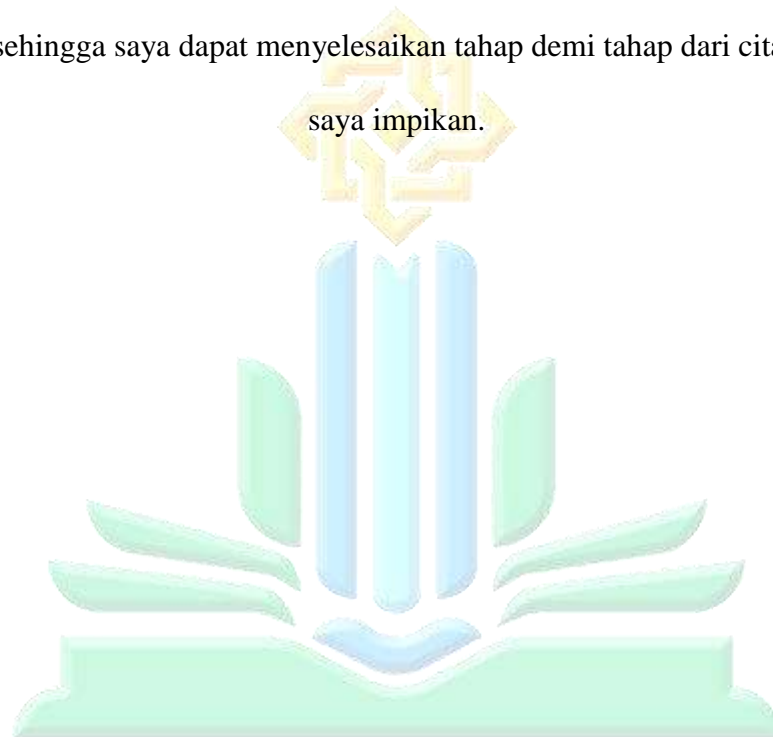 sehingga saya dapat menyelesaikan tahap demi tahap dari cita
saya impikan.